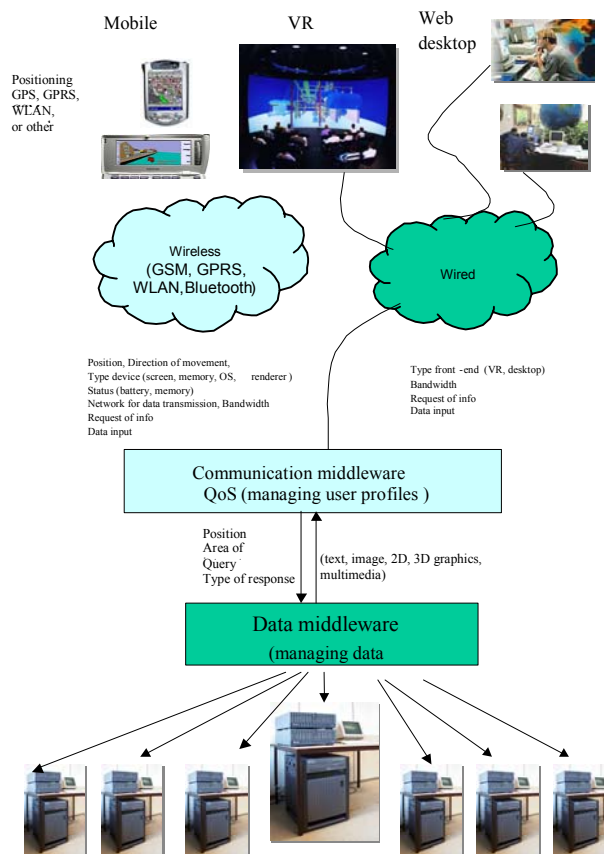 Mobile
VR
Web
desktop
Positioning
GPS, GPRS,
WLAN,
or other
Wireless
(GSM, GPRS,
WLAN,Bluetooth)
Wired
Position, Direction of movement,
Type device (screen, memory, OS, renderer )
Status (battery, memory)
Network for data transmission, Bandwidth
Request of info
Data input
Type front -end (VR, desktop)
Bandwidth
Request of info
Data input
Communication middleware
QoS (managing user profiles )
Position
Area of
Query
Type of response
(text, image, 2D, 3D graphics,
multimedia)
Data middleware
(managing data